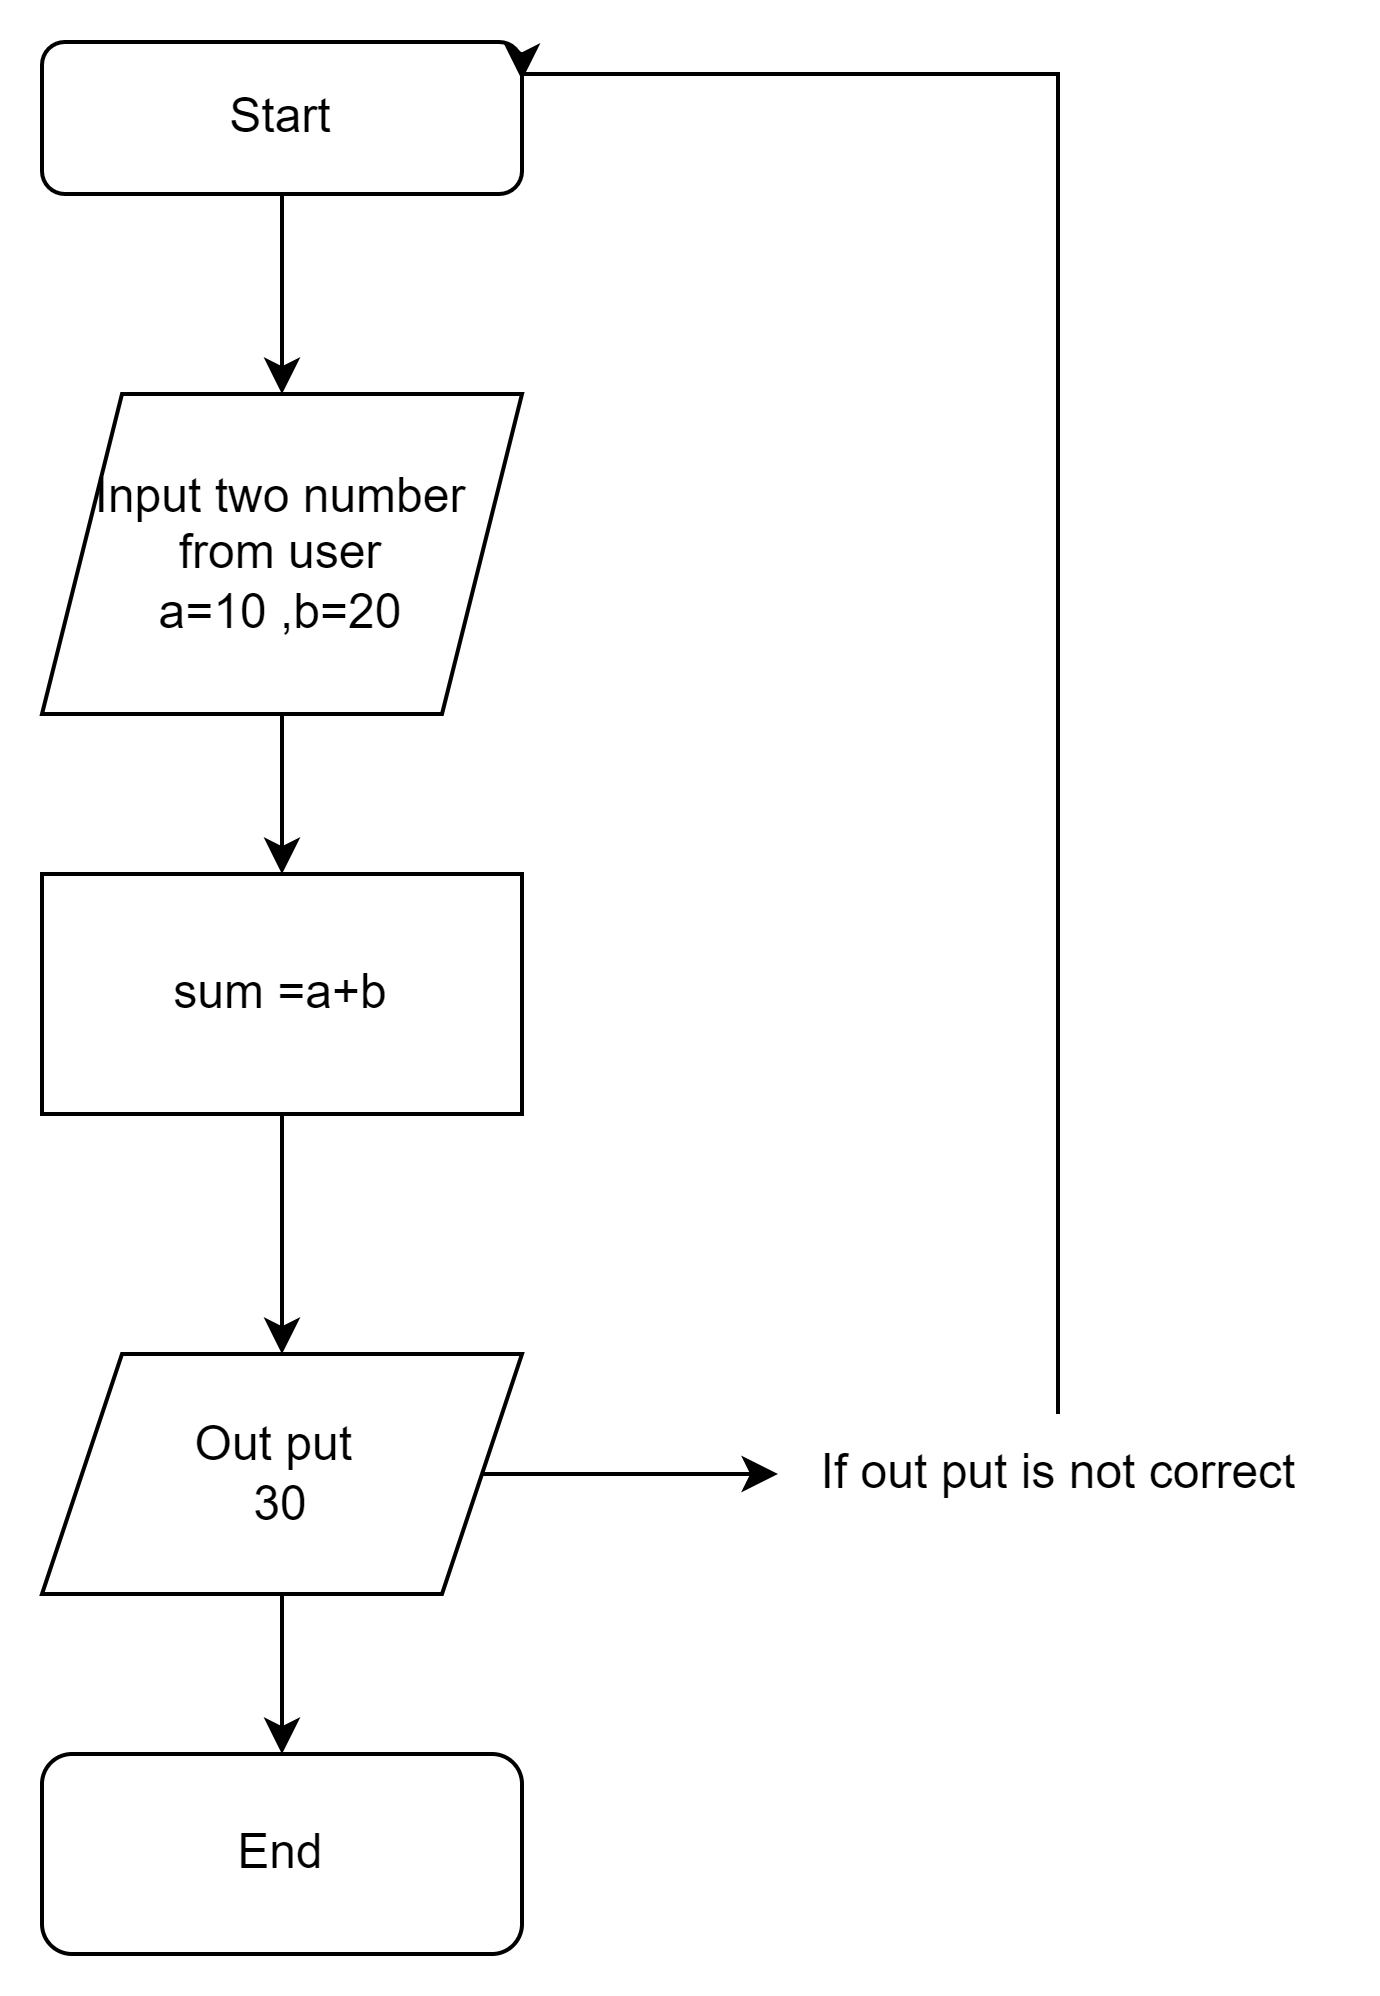 Start
Input two number
from user
a=10 ,b=20
sum =a+b
Out put
30
If out put is not correct
End